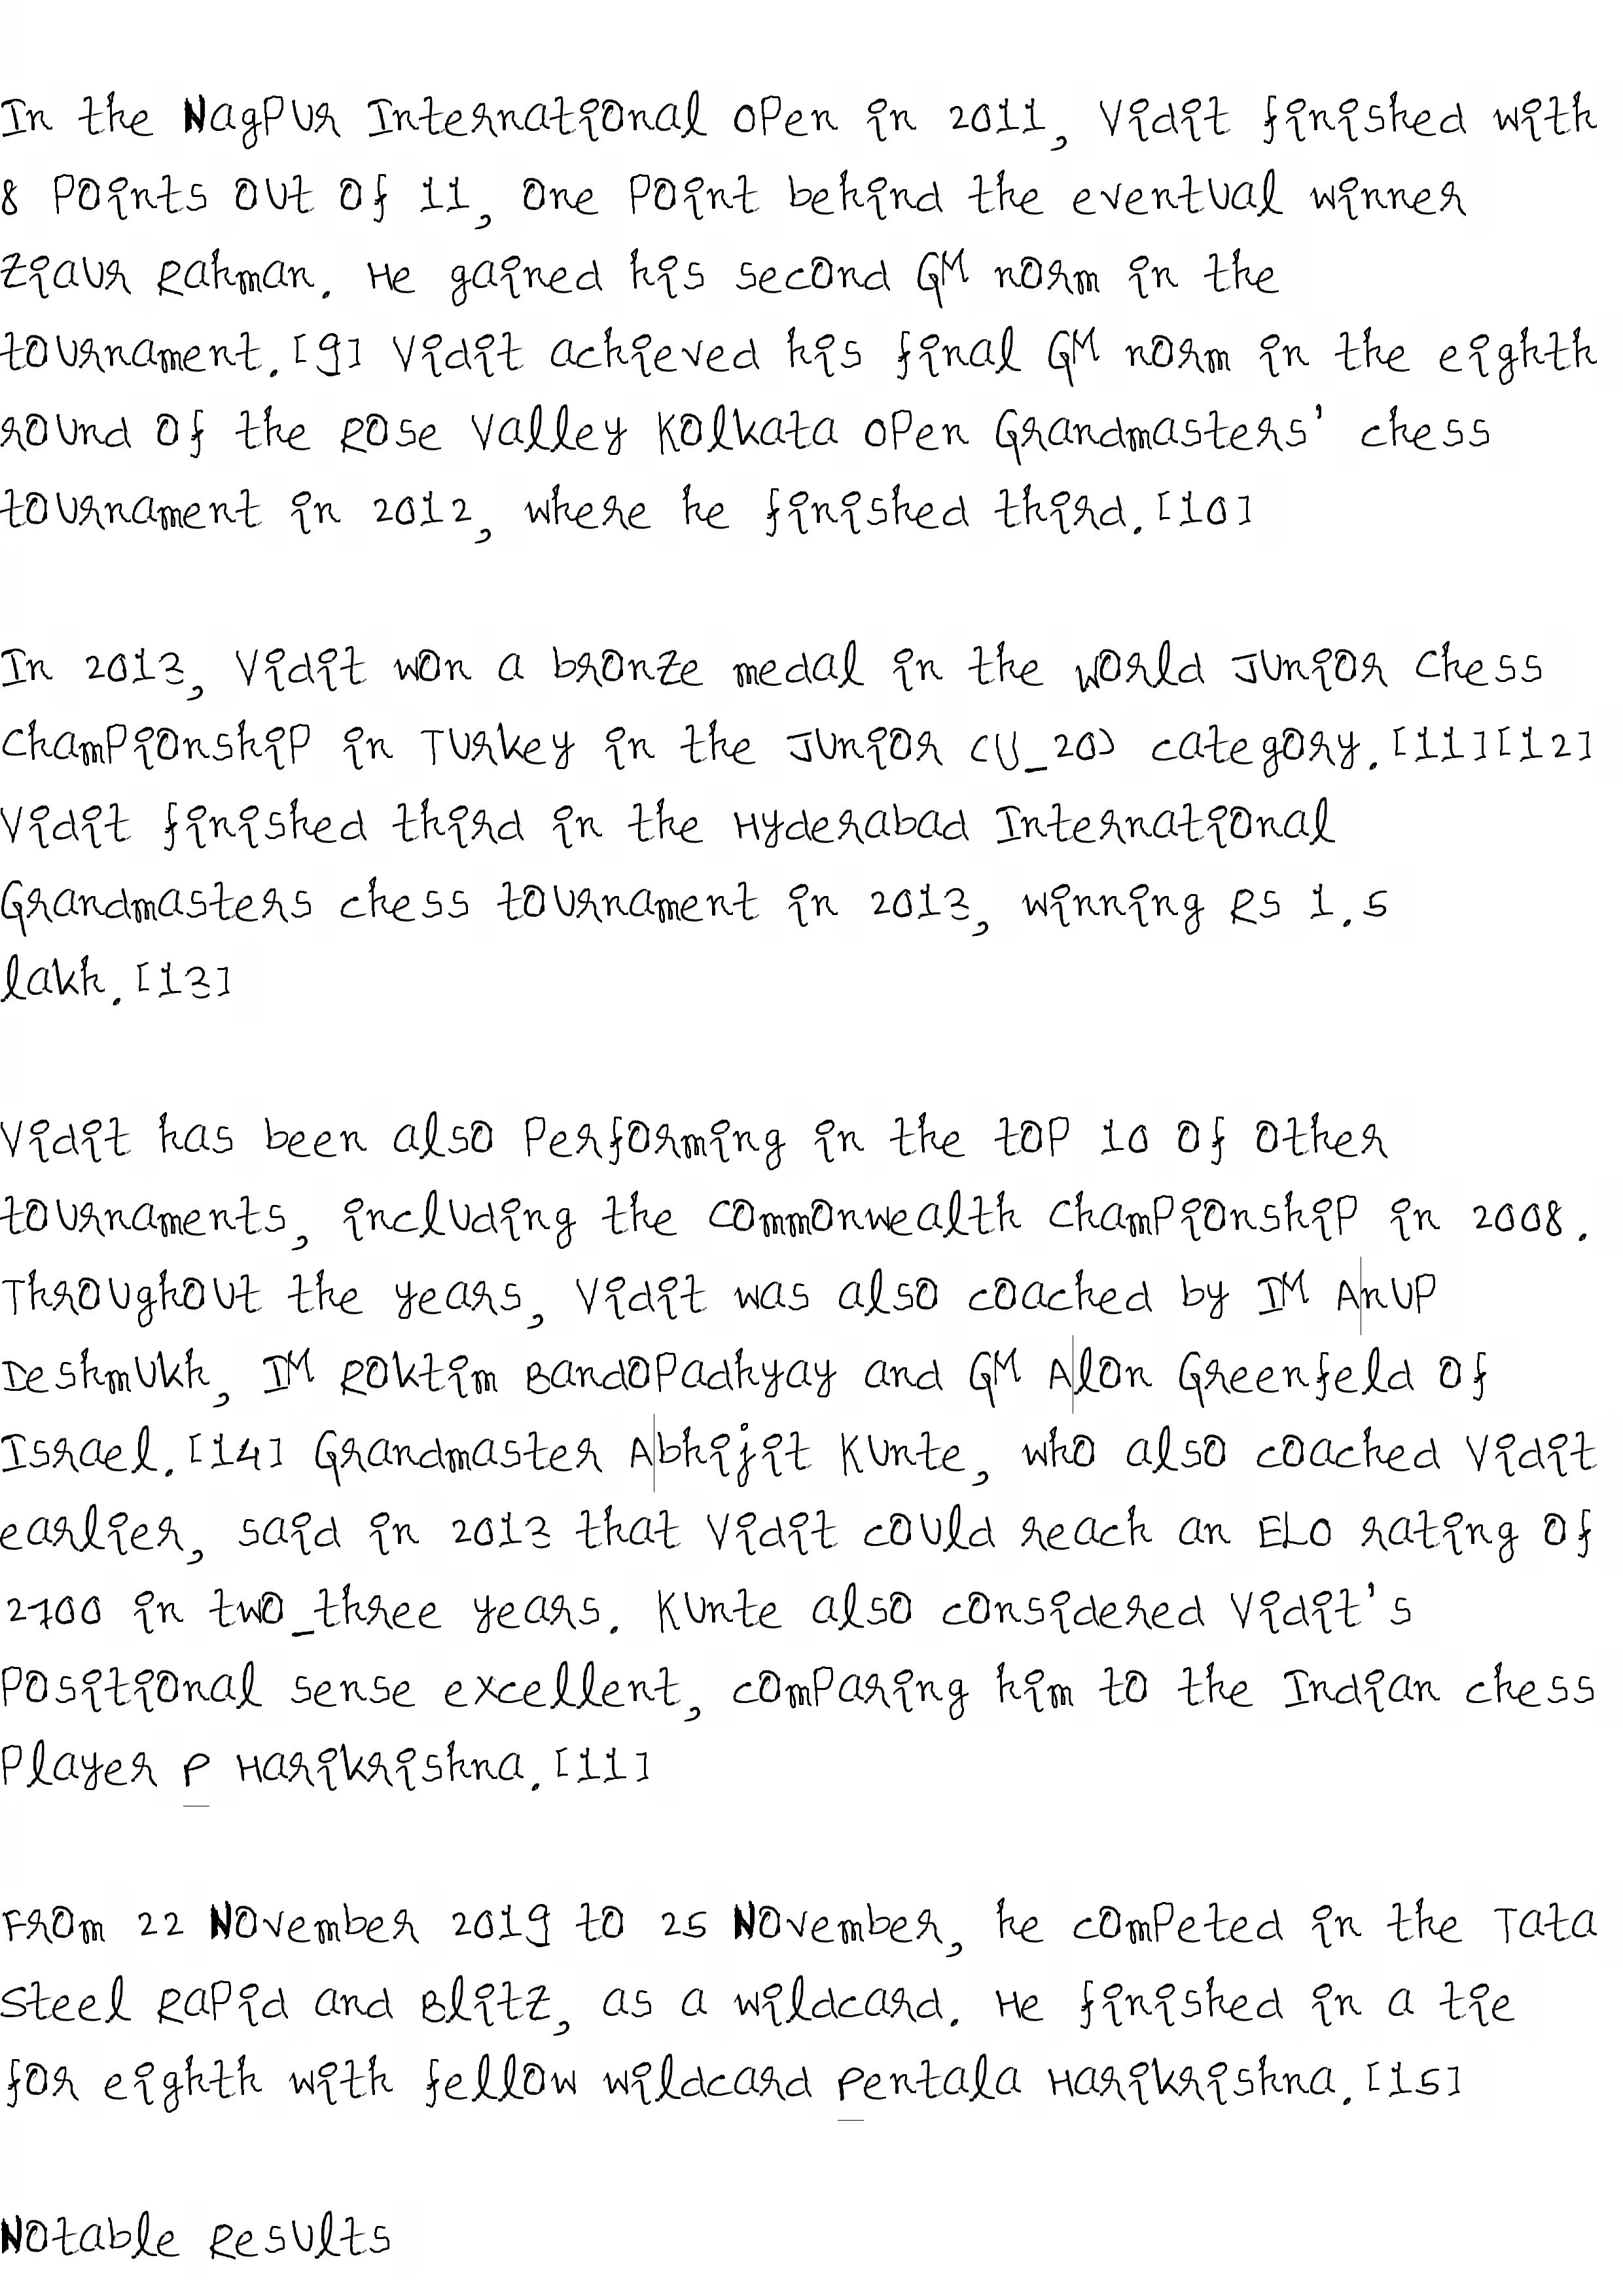 In the Nagpur International Open in 2011, Vidit finished with
8 points out of 11, one point behind the eventual winner
Ziaur Rahman. He gained his second GM norm in the
tournament.[9] Vidit achieved his final GM norm in the eighth
round of the Rose Valley Kolkata Open Grandmasters' chess
tournament in 2012, where he finished third.[10]
In 2013, Vidit won a bronze medal in the World Junior Chess
Championship in Turkey in the Junior (U_20) category.[11][12]
Vidit finished third in the Hyderabad International
Grandmasters chess tournament in 2013, winning Rs 1.5
lakh.[13]
Vidit has been also performing in the top 10 of other
tournaments, including the Commonwealth Championship in 2008.
Throughout the years, Vidit was also coached by IM Anup
Deshmukh, IM Roktim Bandopadhyay and GM Alon Greenfeld of
Israel.[14] Grandmaster Abhijit Kunte, who also coached Vidit
earlier, said in 2013 that Vidit could reach an ELO rating of
2700 in two_three years. Kunte also considered Vidit's
positional sense excellent, comparing him to the Indian chess
player P Harikrishna.[11]
From 22 November 2019 to 25 November, he competed in the Tata
Steel Rapid and Blitz, as a wildcard. He finished in a tie
for eighth with fellow wildcard Pentala Harikrishna.[15]
Notable Results